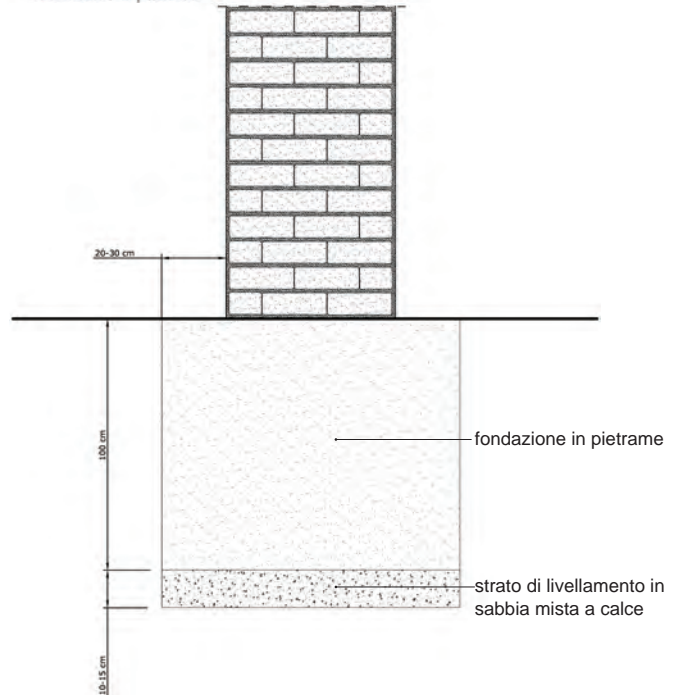 20-30 cm
100 cm
fondazione in pietrame
strato di livellamento in
sabbia mista a calce
10-15 cm